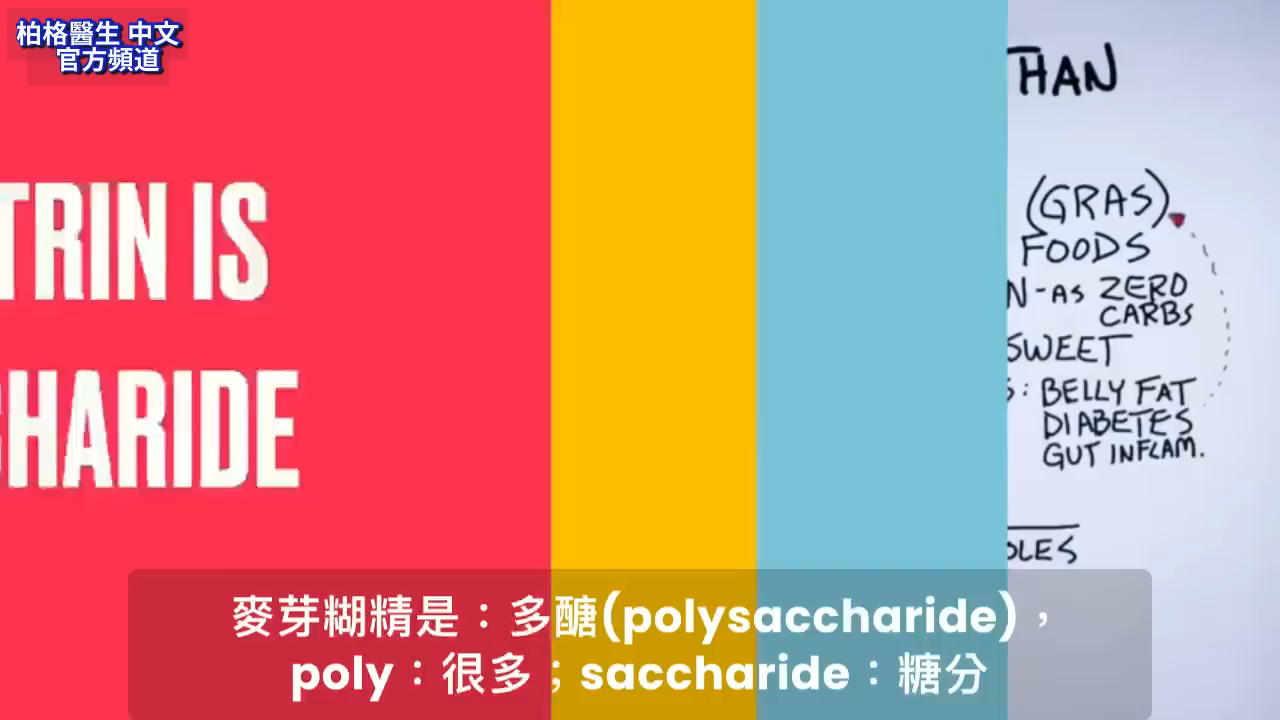 柏格醫生 中文
官方頻道
TRIN IS
CHARIDE
HAN
(GRAS)
FOODS
N-AS ZERO
CARBS
SWEET
S: BELLY FAT
DIABETES
GUT INFLAM.
OLES
麥芽糊精是：多醣(polysaccharide)，
poly：很多；saccharide：糖分